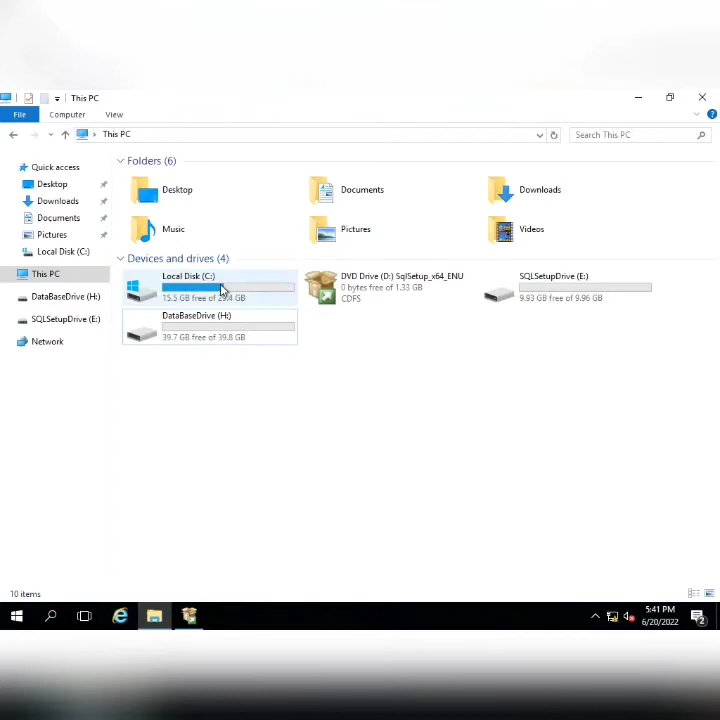 This PC
File Computer View
This PC Search This PC
Quick access
Desktop
Downloads
Documents
Pictures
Local Disk (C:)
This PC
DataBaseDrive (H:)
SQLSetupDrive (E:)
Network
Folders (6)
Desktop Documents Downloads
Music Pictures Videos
Devices and drives (4)
Local Disk (C:)
15.5 GB free of 29.4 GB
DVD Drive (D:) SqlSetup_x64_ENU
0 bytes free of 1.33 GB
CDFS
SQLSetupDrive (E:)
9.93 GB free of 9.96 GB
DataBaseDrive (H:)
39.7 GB free of 39.8 GB
10 items
5:41 PM
6/20/2022
2